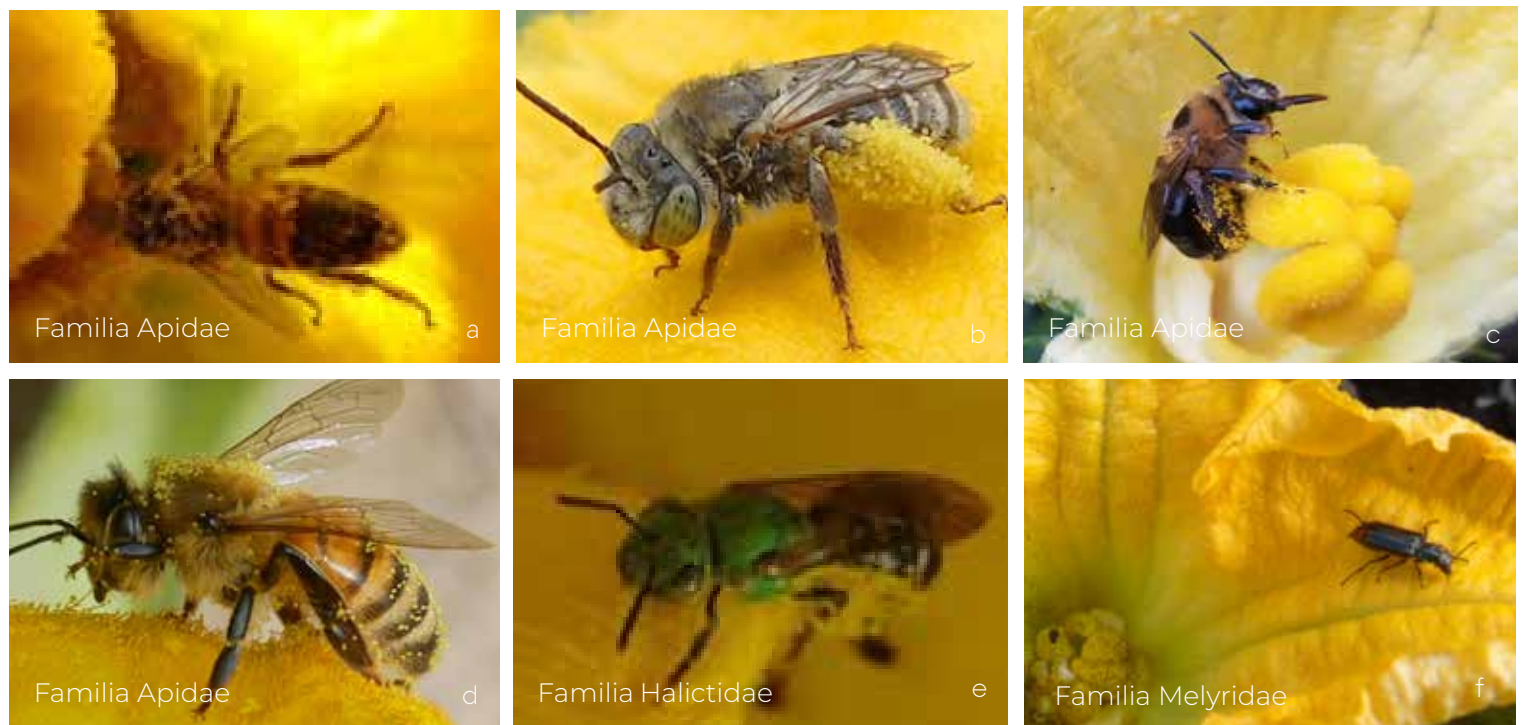 Familia Apidae a
Familia Apidae b
Familia Apidae c
Familia Apidae d
Familia Halictidae e
Familia Melyridae f